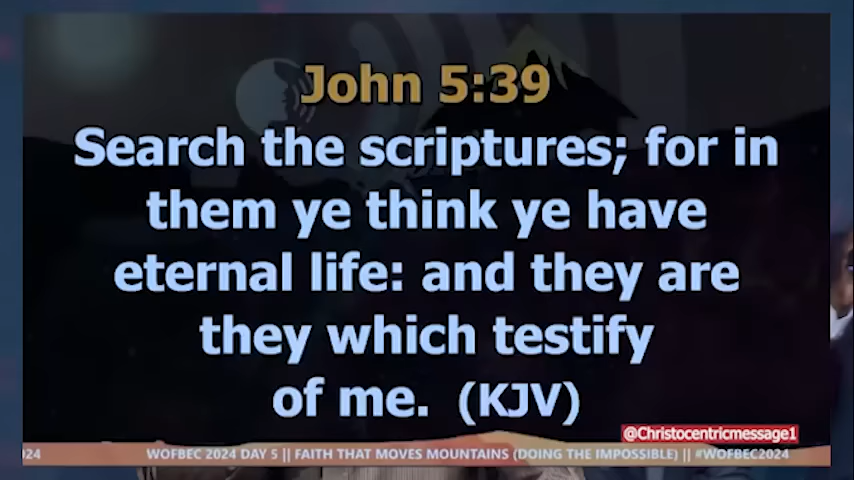 John 5:39
Search the scriptures; for in
them ye think ye have
eternal life: and they are
they which testify
of me. (KJV)
@Christocentricmessage1
024 WOFBEC 2024 DAY 5 || FAITH THAT MOVES MOUNTAINS (DOING THE IMPOSSIBLE) || #WOFBEC2024